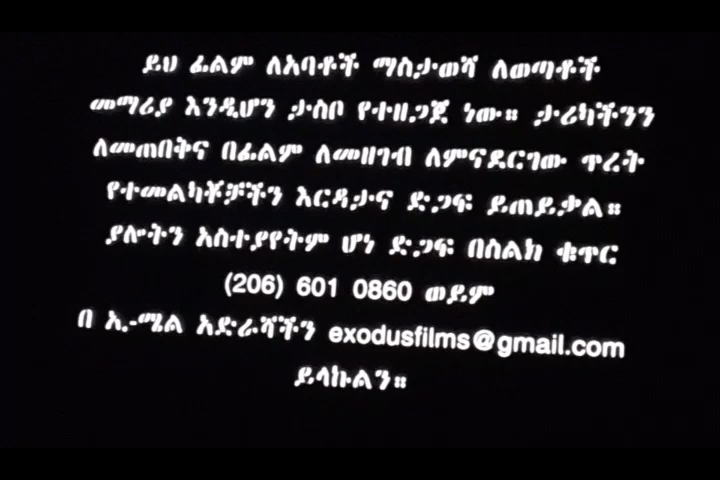 ይህ ፊልም ለአባቶች ማስታወሻ ለወጣቶች
መማሪያ እንዲሆን ታስቦ የተዘጋጀ ነው። ታሪካችንን
ለመጠበቅና በፊልም ለመዘገብ ለምናደርገው ጥረት
የተመልካቾቻችን እርዳታና ድጋፍ ይጠይቃል።
ያሎትን አስተያየትም ሆነ ድጋፍ በስልክ ቁጥር
(206) 601 0860 ወይም
በ ኢ.-ሜል አድራሻችን exodusfilms@gmail.com
ይላኩልን።